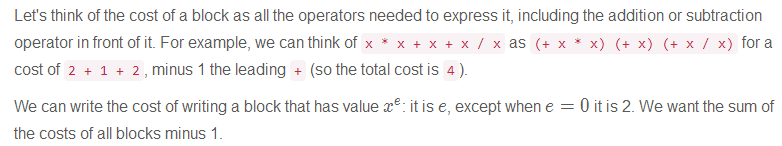 Let's think of the cost of a block as all the operators needed to express it, including the addition or subtraction
operator in front of it. For example, we can think of x * x + x + x / x as (+ x * x) (+ x) (+ x / x) for a
cost of 2 + 1 + 2, minus 1 the leading + (so the total cost is 4).
We can write the cost of writing a block that has value xᵉ: it is e, except when e = 0 it is 2. We want the sum of
the costs of all blocks minus 1.